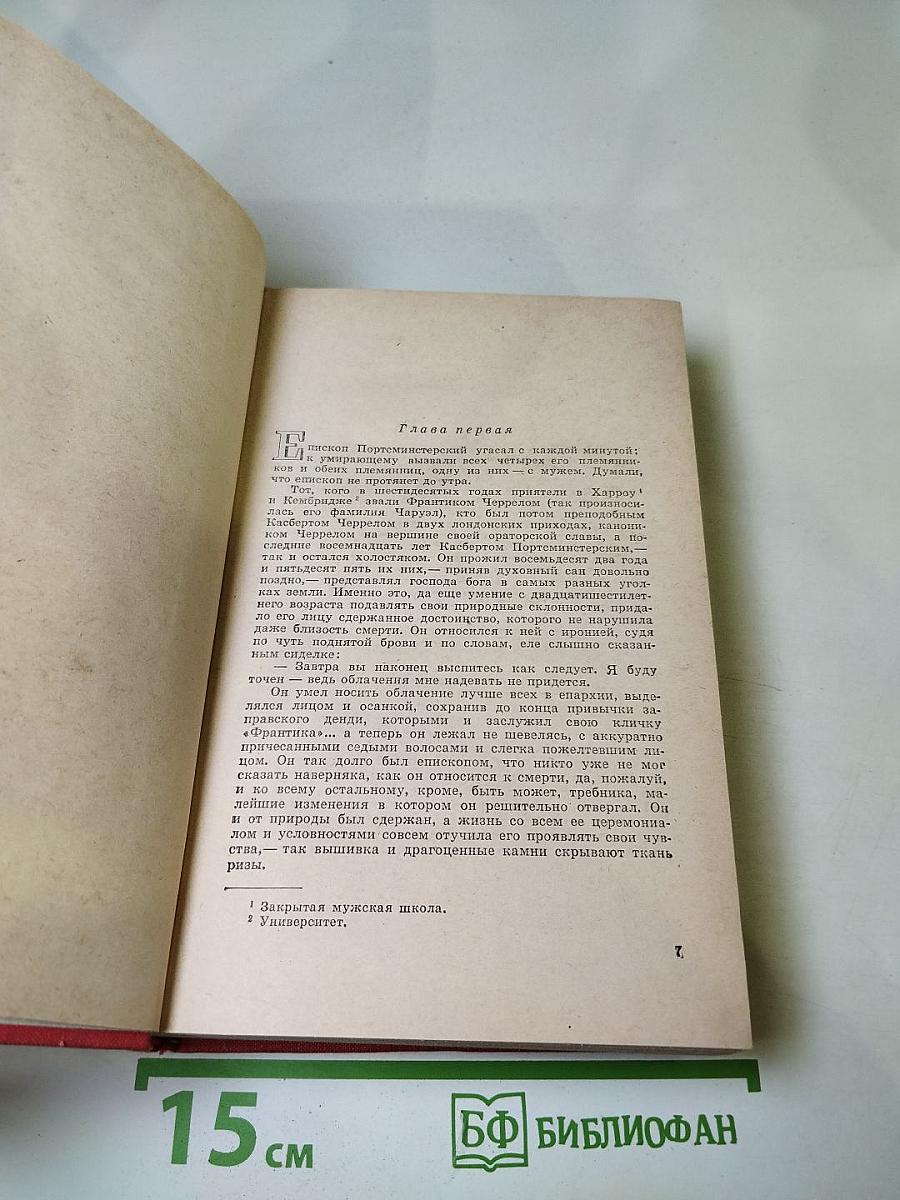 Глава первая
Епископ Портсминстерский угасал с каждой минутой;
к умирающему вызвали всех четырех его племянни-
ков и обеих племянниц, одну из них — с мужем. Думали,
что епископ не протянет до утра.
Тот, кого в шестидесятых годах приятели в Харроу ¹
и Кембридже ² звали Франтиком Черрелом (так произноси-
лась его фамилия Чаруэл), кто был потом преподобным
Касбертом Черрелом в двух лондонских приходах, канони-
ком Черрелом на вершине своей ораторской славы, а по-
следние восемнадцать лет Касбертом Портсминстерским,—
так и остался холостяком. Он прожил восемьдесят два года
и пятьдесят пять их них,— приняв духовный сан довольно
поздно,— представлял господа бога в самых разных угол-
ках земли. Именно это, да еще умение с двадцатишестилет-
него возраста подавлять свои природные склонности, прида-
ло его лицу сдержанное достоинство, которого не нарушила
даже близость смерти. Он относился к ней с иронией, судя
по чуть поднятой брови и по словам, еле слышно сказан-
ным сиделке:
— Завтра вы наконец выспитесь как следует. Я буду
точен — ведь облачения мне надевать не придется.
Он умел носить облачение лучше всех в епархии, выде-
лялся лицом и осанкой, сохранив до конца привычки за-
правского денди, которыми и заслужил свою кличку
«Франтика»... а теперь он лежал не шевелясь, с аккуратно
причесанными седыми волосами и слегка пожелтевшим ли-
цом. Он так долго был епископом, что никто уже не мог
сказать наверняка, как он относится к смерти, да, пожалуй,
и ко всему остальному, кроме, быть может, требника, ма-
лейшие изменения в котором он решительно отвергал. Он
и от природы был сдержан, а жизнь со всем ее церемониа-
лом и условностями совсем отучила его проявлять свои чув-
ства,— так вышивка и драгоценные камни скрывают ткань
ризы.
¹ Закрытая мужская школа.
² Университет.
7
15 см
БФ БИБЛИОФАН